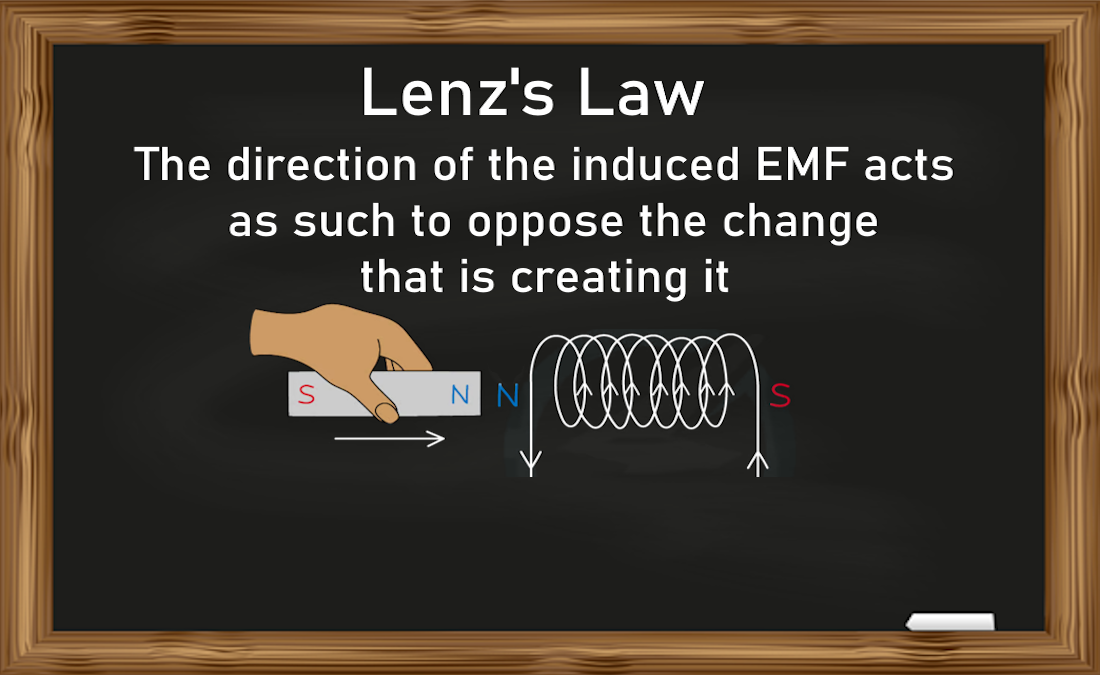 Lenz's Law
The direction of the induced EMF acts
as such to oppose the change
that is creating it
S N N S